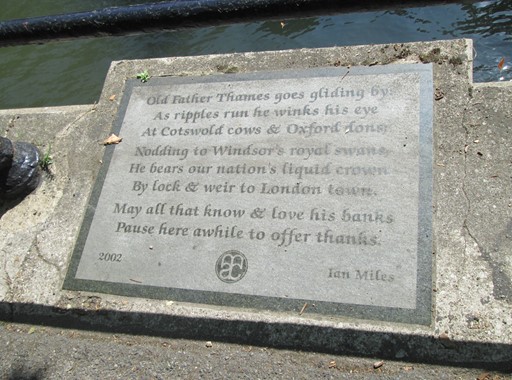 Old Father Thames goes gliding by;
As ripples run he winks his eye
At Cotswold cows & Oxford dons;
Nodding to Windsor's royal swans
He bears our nation's liquid crown
By lock & weir to London town.
May all that know & love his banks
Pause here awhile to offer thanks.
2002
Ian Miles